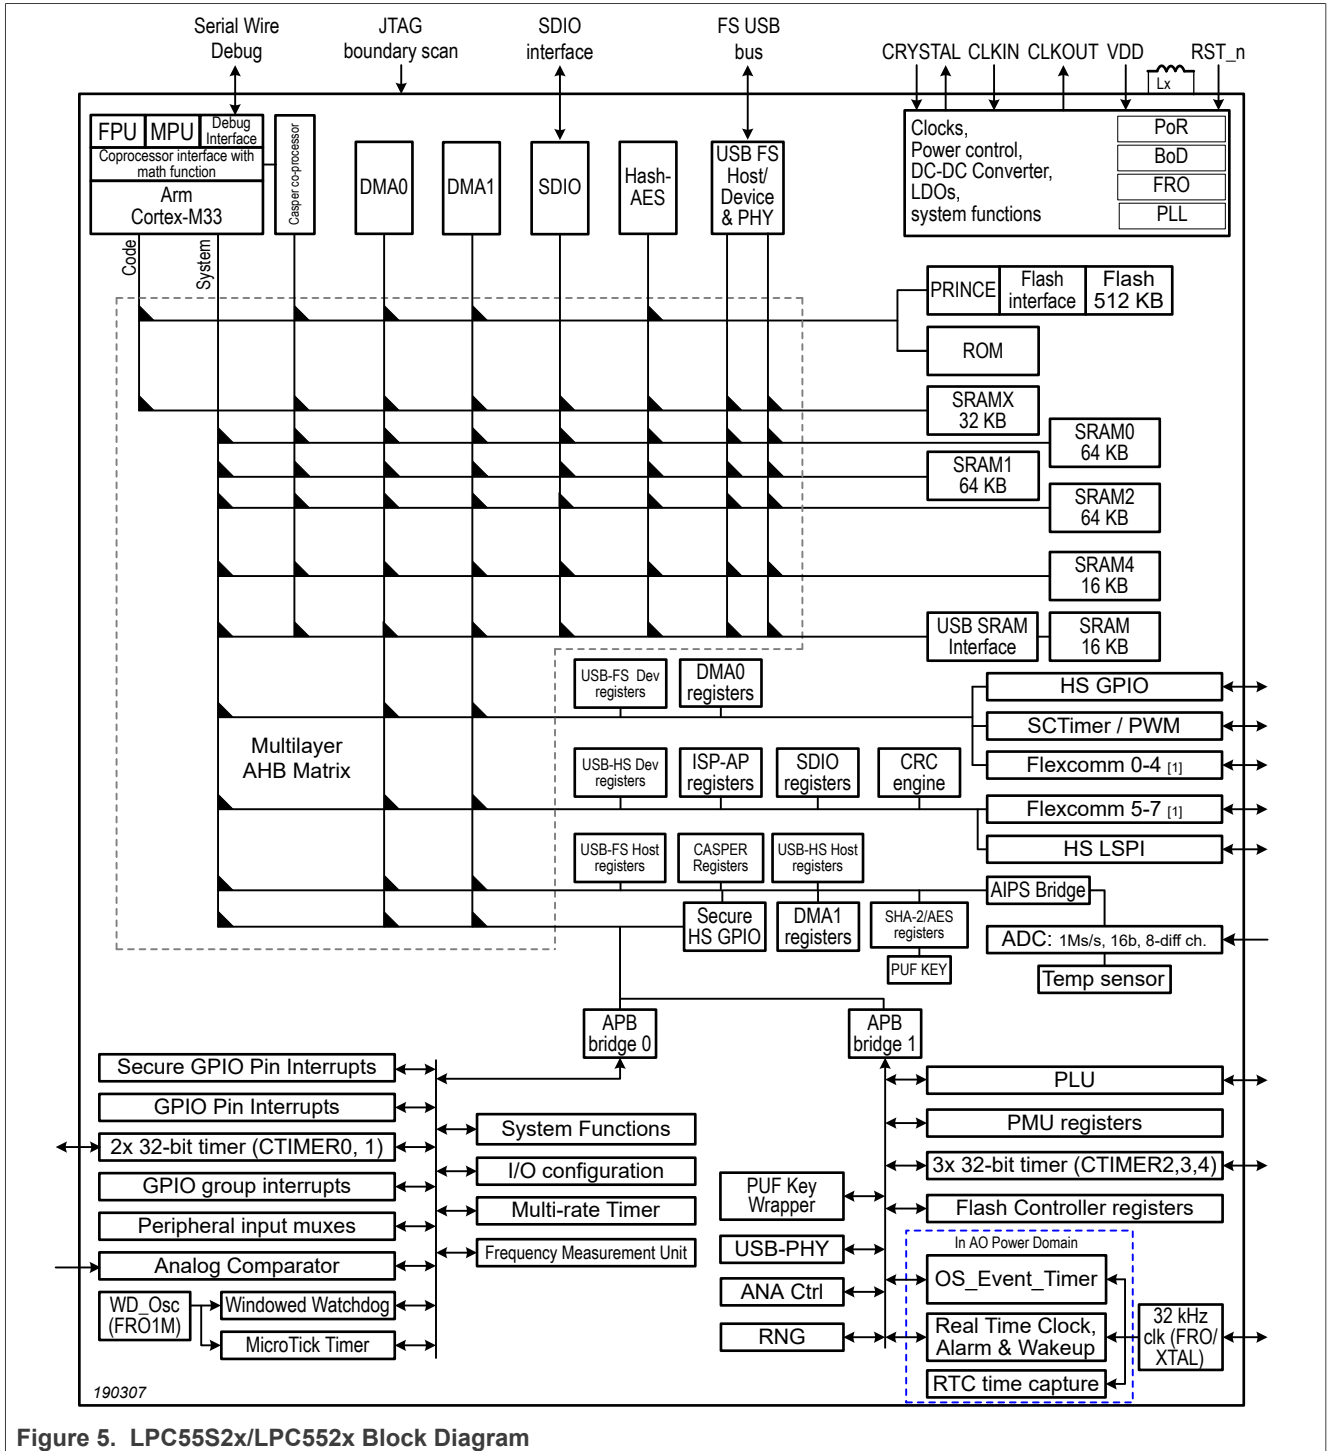 Serial Wire
Debug
JTAG
boundary scan
SDIO
interface
FS USB
bus
CRYSTAL CLKIN CLKOUT VDD
Lx
RST_n
FPU
MPU
Debug
Interface
Coprocessor interface with
math function
Arm
Cortex-M33
Casper co-processor
DMA0
DMA1
SDIO
Hash-
AES
USB FS
Host/
Device
& PHY
Clocks,
Power control,
DC-DC Converter,
LDOs,
system functions
PoR
BoD
FRO
PLL
Code
System
PRINCE
Flash
interface
Flash
512 KB
ROM
SRAMX
32 KB
SRAM0
64 KB
SRAM1
64 KB
SRAM2
64 KB
SRAM4
16 KB
USB SRAM
Interface
SRAM
16 KB
Multilayer
AHB Matrix
USB-FS Dev
registers
DMA0
registers
HS GPIO
SCTimer / PWM
Flexcomm 0-4 [1]
USB-HS Dev
registers
ISP-AP
registers
SDIO
registers
CRC
engine
Flexcomm 5-7 [1]
HS LSPI
USB-FS Host
registers
CASPER
Registers
USB-HS Host
registers
AIPS Bridge
Secure
HS GPIO
DMA1
registers
SHA-2/AES
registers
PUF KEY
ADC: 1Ms/s, 16b, 8-diff ch.
Temp sensor
APB
bridge 0
APB
bridge 1
Secure GPIO Pin Interrupts
GPIO Pin Interrupts
2x 32-bit timer (CTIMER0, 1)
GPIO group interrupts
Peripheral input muxes
Analog Comparator
WD_Osc
(FRO1M)
Windowed Watchdog
MicroTick Timer
System Functions
I/O configuration
Multi-rate Timer
Frequency Measurement Unit
PUF Key
Wrapper
USB-PHY
ANA Ctrl
RNG
PLU
PMU registers
3x 32-bit timer (CTIMER2,3,4)
Flash Controller registers
In AO Power Domain
OS_Event_Timer
Real Time Clock,
Alarm & Wakeup
RTC time capture
32 kHz
clk (FRO/
XTAL)
190307
Figure 5. LPC55S2x/LPC552x Block Diagram